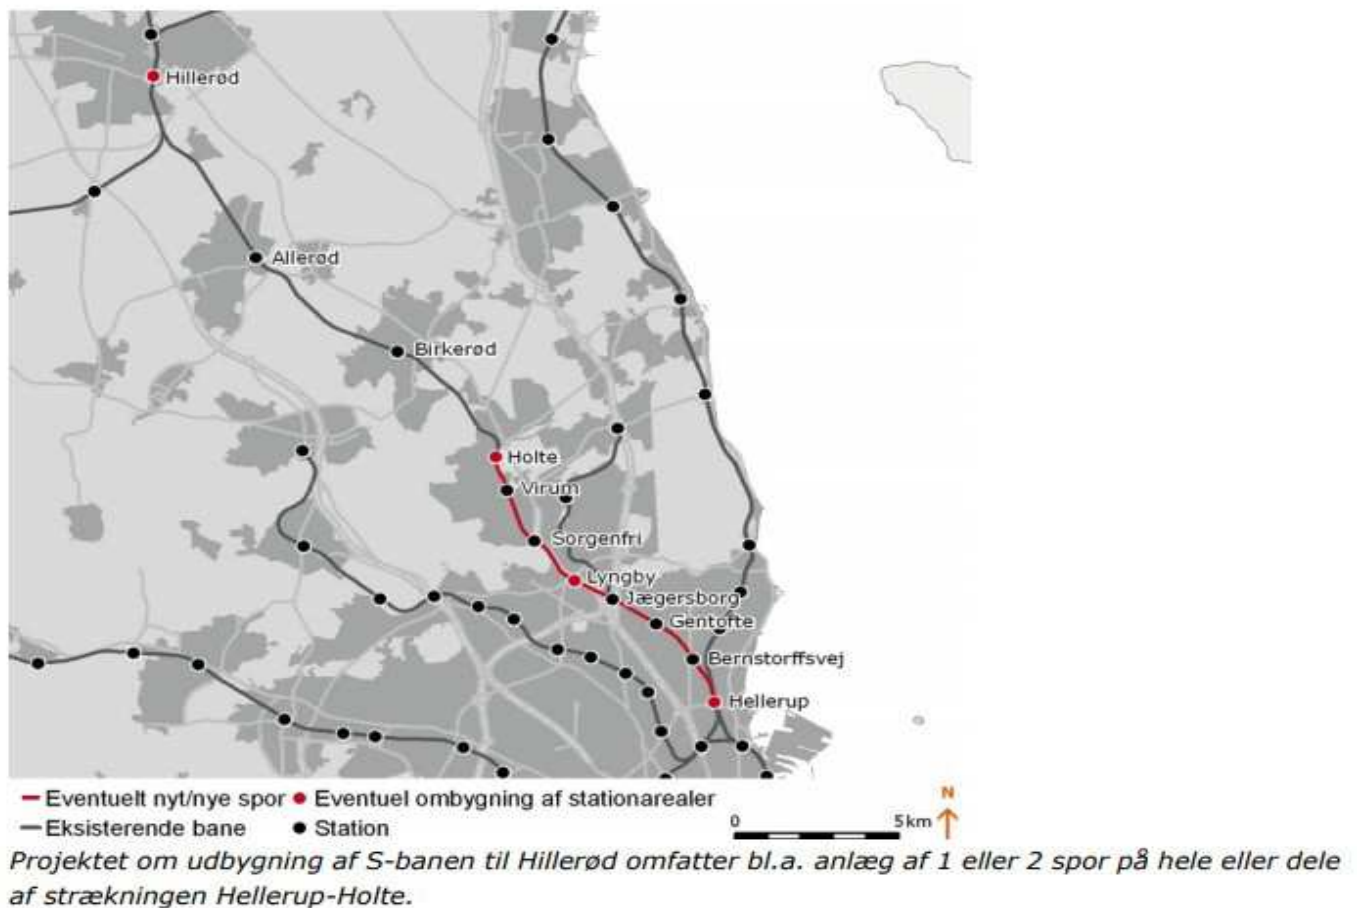 Hillerød
Allerød
Birkerød
Holte
Virum
Sorgenfri
Lyngby
Jægersborg
Gentofte
Bernstorffsvej
Hellerup
Eventuelt nyt/nye spor Eventuel ombygning af stationarealer
Eksisterende bane Station
0 5km
N
Projektet om udbygning af S-banen til Hillerød omfatter bl.a. anlæg af 1 eller 2 spor på hele eller dele
af strækningen Hellerup-Holte.